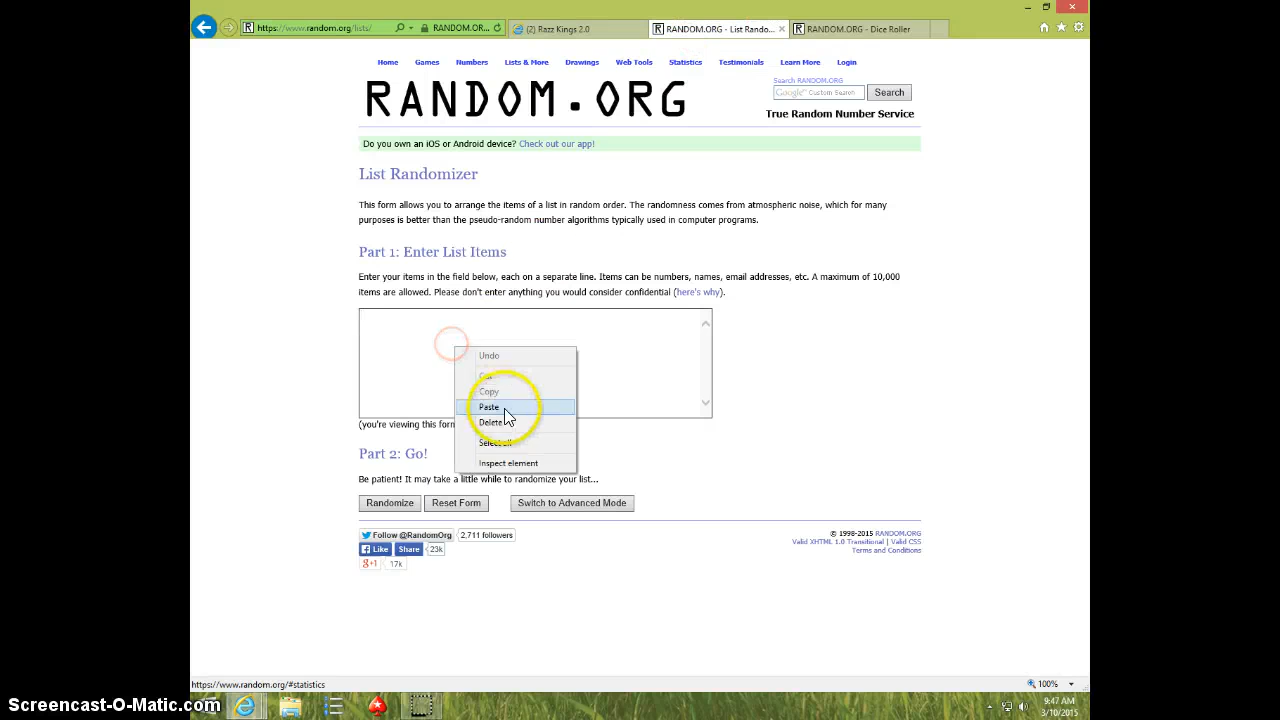 https://www.random.org/lists/
RANDOM.OR...
(2) Razz Kings 2.0
RANDOM.ORG - List Rando...
RANDOM.ORG - Dice Roller
Home Games Numbers Lists & More Drawings Web Tools Statistics Testimonials Learn More Login
RANDOM.ORG
Search RANDOM.ORG
Google™ Custom Search Search
True Random Number Service
Do you own an iOS or Android device? Check out our app!
List Randomizer
This form allows you to arrange the items of a list in random order. The randomness comes from atmospheric noise, which for many
purposes is better than the pseudo-random number algorithms typically used in computer programs.
Part 1: Enter List Items
Enter your items in the field below, each on a separate line. Items can be numbers, names, email addresses, etc. A maximum of 10,000
items are allowed. Please don't enter anything you would consider confidential (here's why).
Undo
Cut
Copy
Paste
Delete
Select all
Inspect element
(you're viewing this form
Part 2: Go!
Be patient! It may take a little while to randomize your list...
Randomize Reset Form Switch to Advanced Mode
Follow @RandomOrg 2,711 followers
Like Share 23k
g+1 17k
© 1998-2015 RANDOM.ORG
Valid XHTML 1.0 Transitional | Valid CSS
Terms and Conditions
https://www.random.org/#statistics
100%
9:47 AM
3/10/2015
Screencast-O-Matic.com